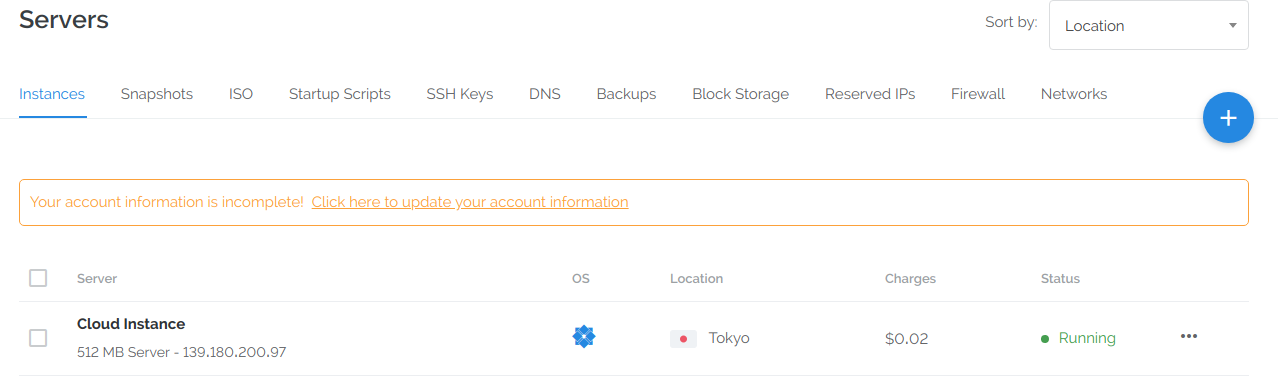 Servers
Sort by: Location
Instances Snapshots ISO Startup Scripts SSH Keys DNS Backups Block Storage Reserved IPs Firewall Networks
+
Your account information is incomplete! Click here to update your account information
Server OS Location Charges Status
Cloud Instance
512 MB Server - 139.180.200.97
Tokyo $0.02 Running •••